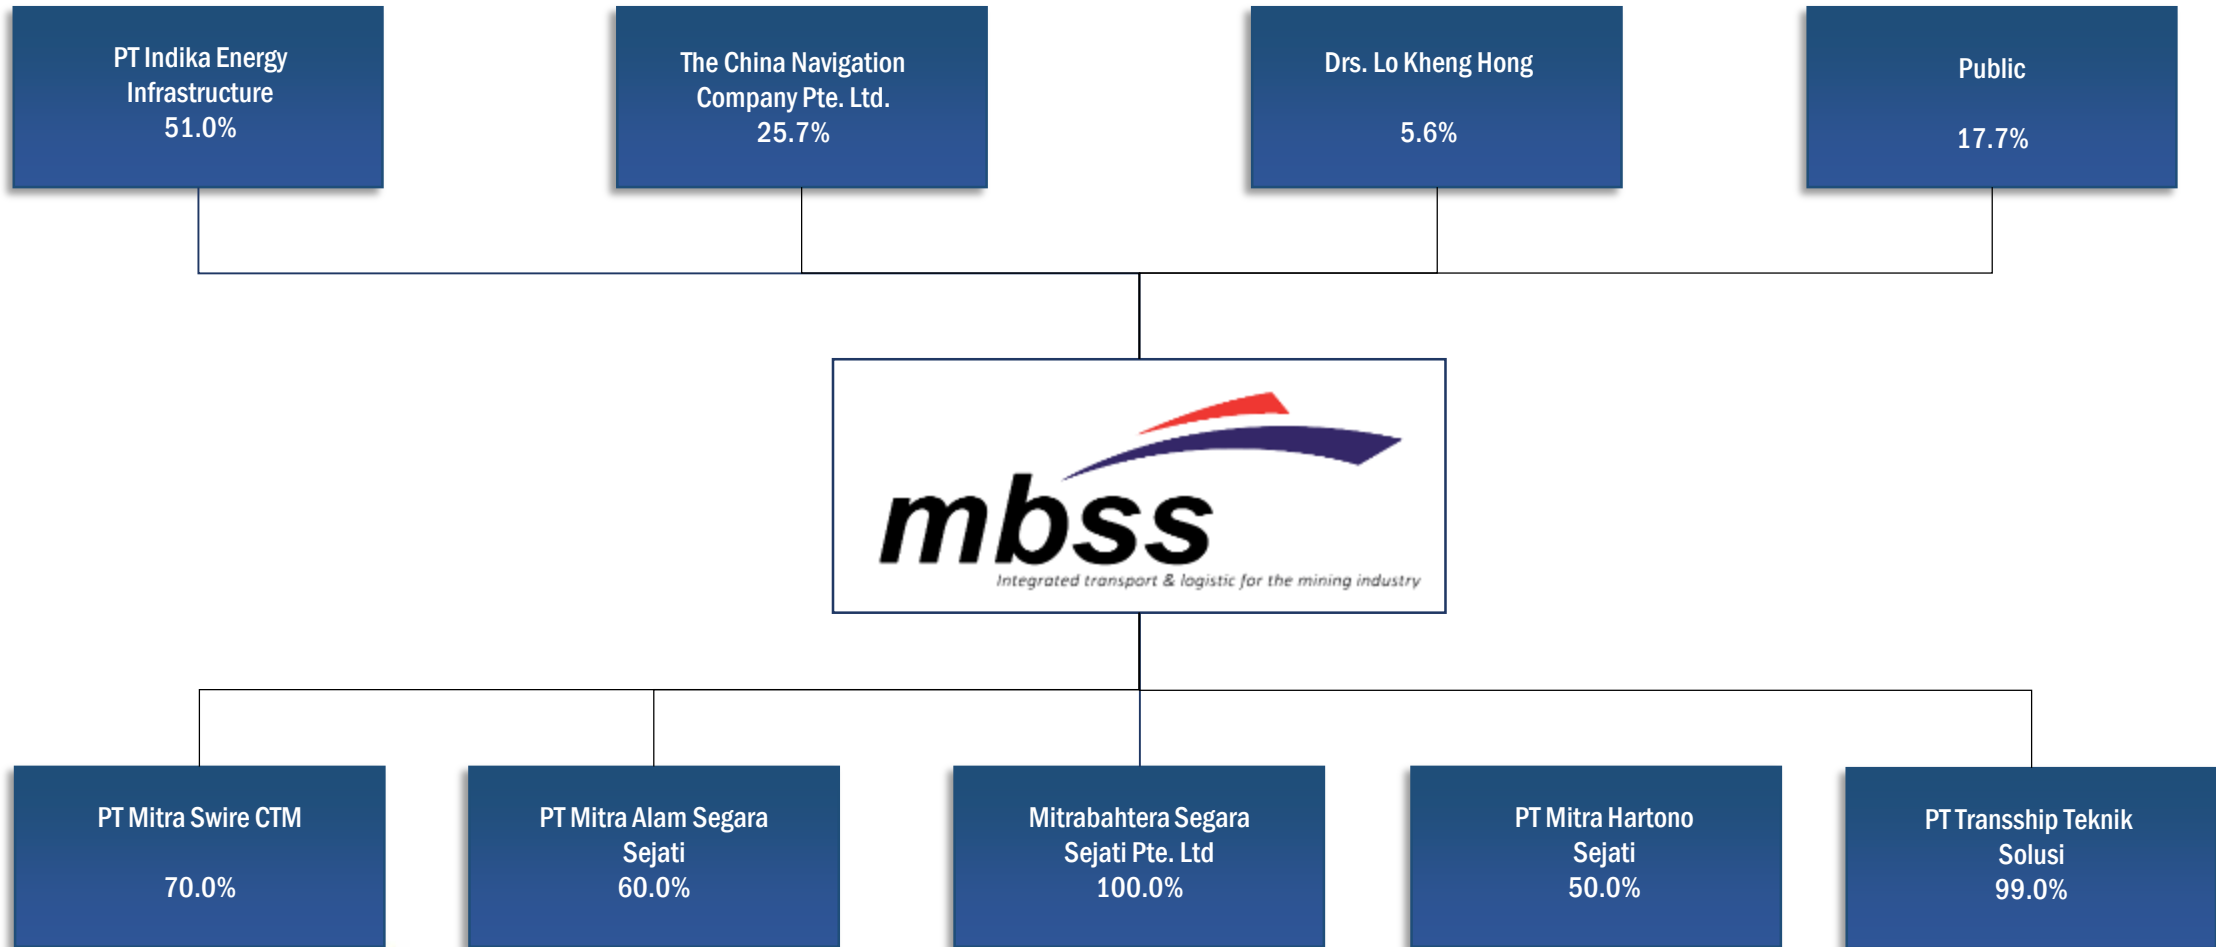 PT Indika Energy
Infrastructure
51.0%
The China Navigation
Company Pte. Ltd.
25.7%
Drs. Lo Kheng Hong
5.6%
Public
17.7%
mbss
Integrated transport & logistic for the mining industry
PT Mitra Swire CTM
70.0%
PT Mitra Alam Segara
Sejati
60.0%
Mitrabahtera Segara
Sejati Pte. Ltd
100.0%
PT Mitra Hartono
Sejati
50.0%
PT Transship Teknik
Solusi
99.0%